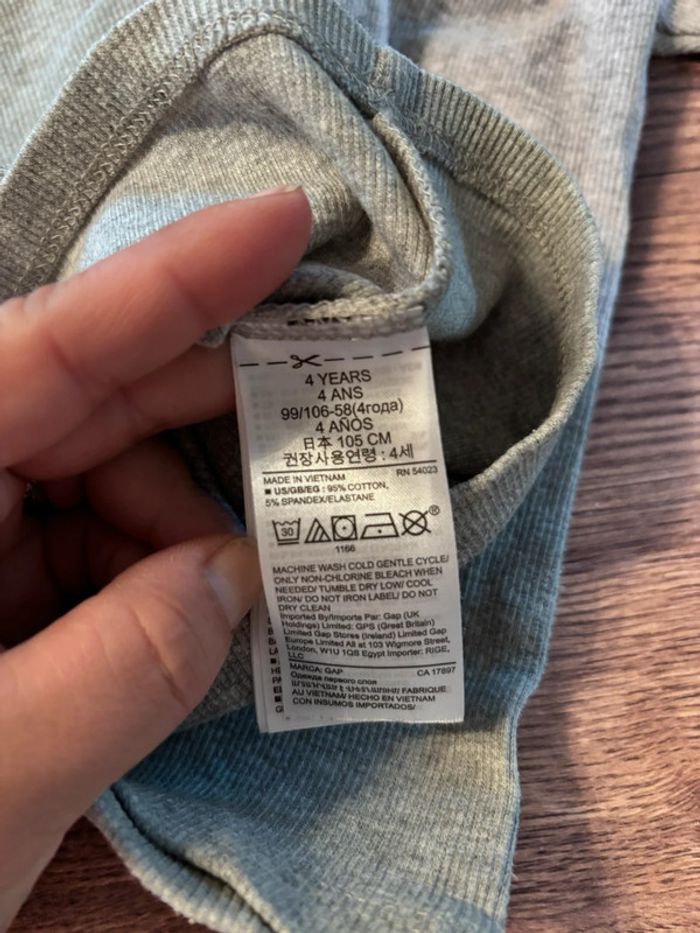 4 YEARS
4 ANS
99/106-58(4года)
4 AÑOS
日本 105 CM
권장사용연령 : 4세
MADE IN VIETNAM RN 54023
■ US/GB/EG : 95% COTTON,
5% SPANDEX/ELASTANE
30
1166
MACHINE WASH COLD GENTLE CYCLE/
ONLY NON-CHLORINE BLEACH WHEN
NEEDED/ TUMBLE DRY LOW/ COOL
IRON/ DO NOT IRON LABEL/ DO NOT
DRY CLEAN
Imported By/Importe Par: Gap (UK
Holdings) Limited: GPS (Great Britain)
Limited Gap Stores (Ireland) Limited Gap
Europe Limited All at 103 Wigmore Street,
London, W1U 1QS Egypt Importer: RIGE,
LLC
MARCA: GAP CA 17897
Одежда первого слоя
FABRIQUE
AU VIETNAM/ HECHO EN VIETNAM
CON INSUMOS IMPORTADOS/